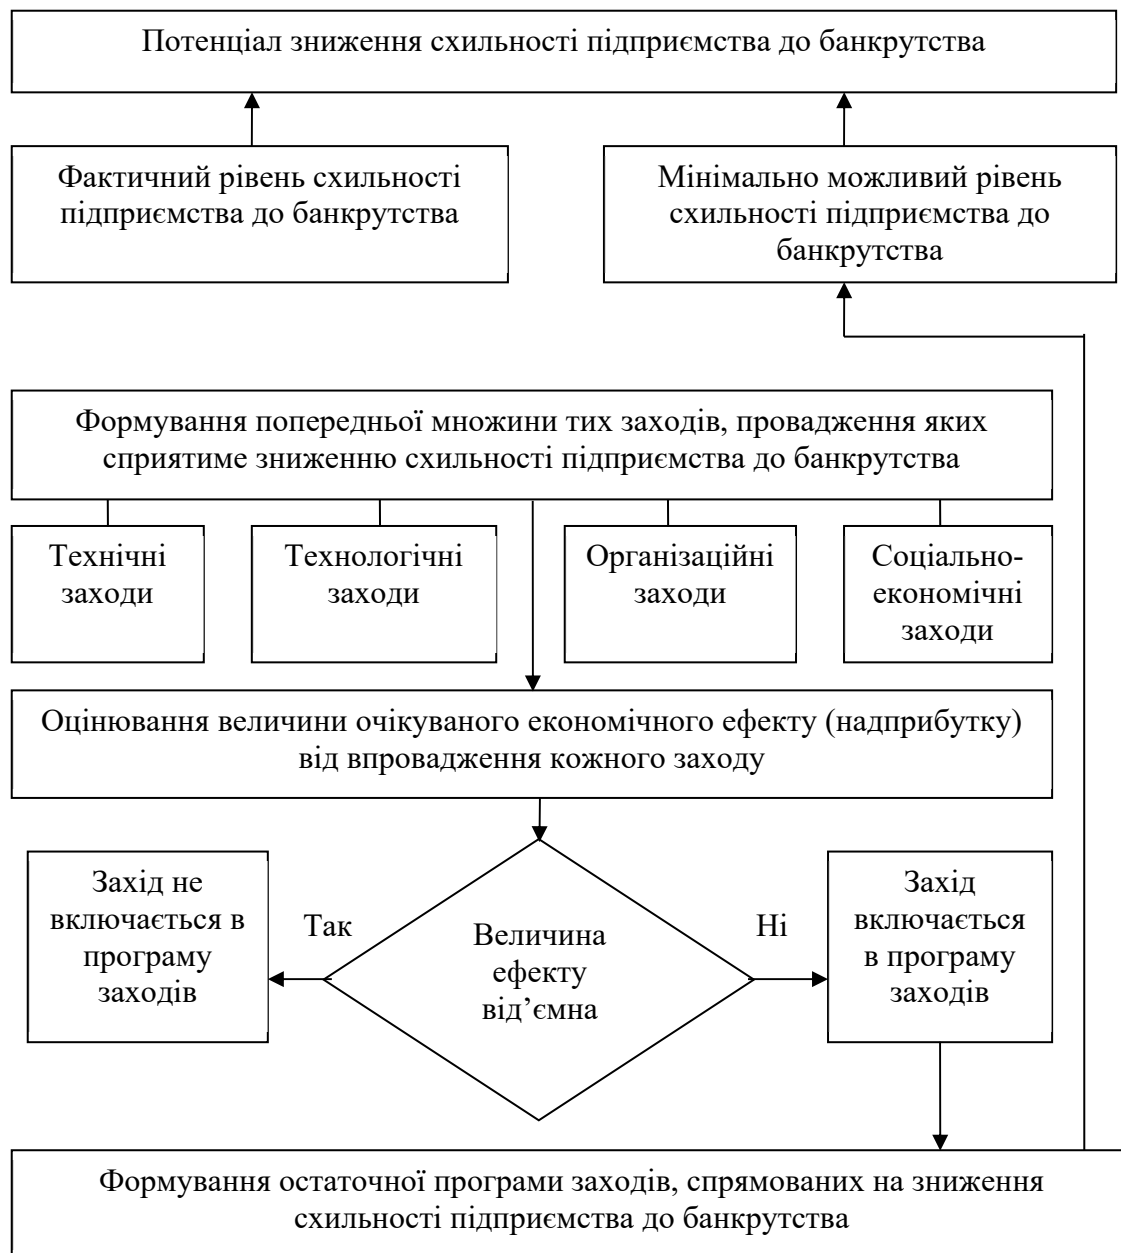 Потенціал зниження схильності підприємства до банкрутства
Фактичний рівень схильності
підприємства до банкрутства
Мінімально можливий рівень
схильності підприємства до
банкрутства
Формування попередньої множини тих заходів, провадження яких
сприятиме зниженню схильності підприємства до банкрутства
Технічні
заходи
Технологічні
заходи
Організаційні
заходи
Соціально-
економічні
заходи
Оцінювання величини очікуваного економічного ефекту (надприбутку)
від впровадження кожного заходу
Захід не
включається в
програму
заходів
Так
Величина
ефекту
від’ємна
Ні
Захід
включається
в програму
заходів
Формування остаточної програми заходів, спрямованих на зниження
схильності підприємства до банкрутства